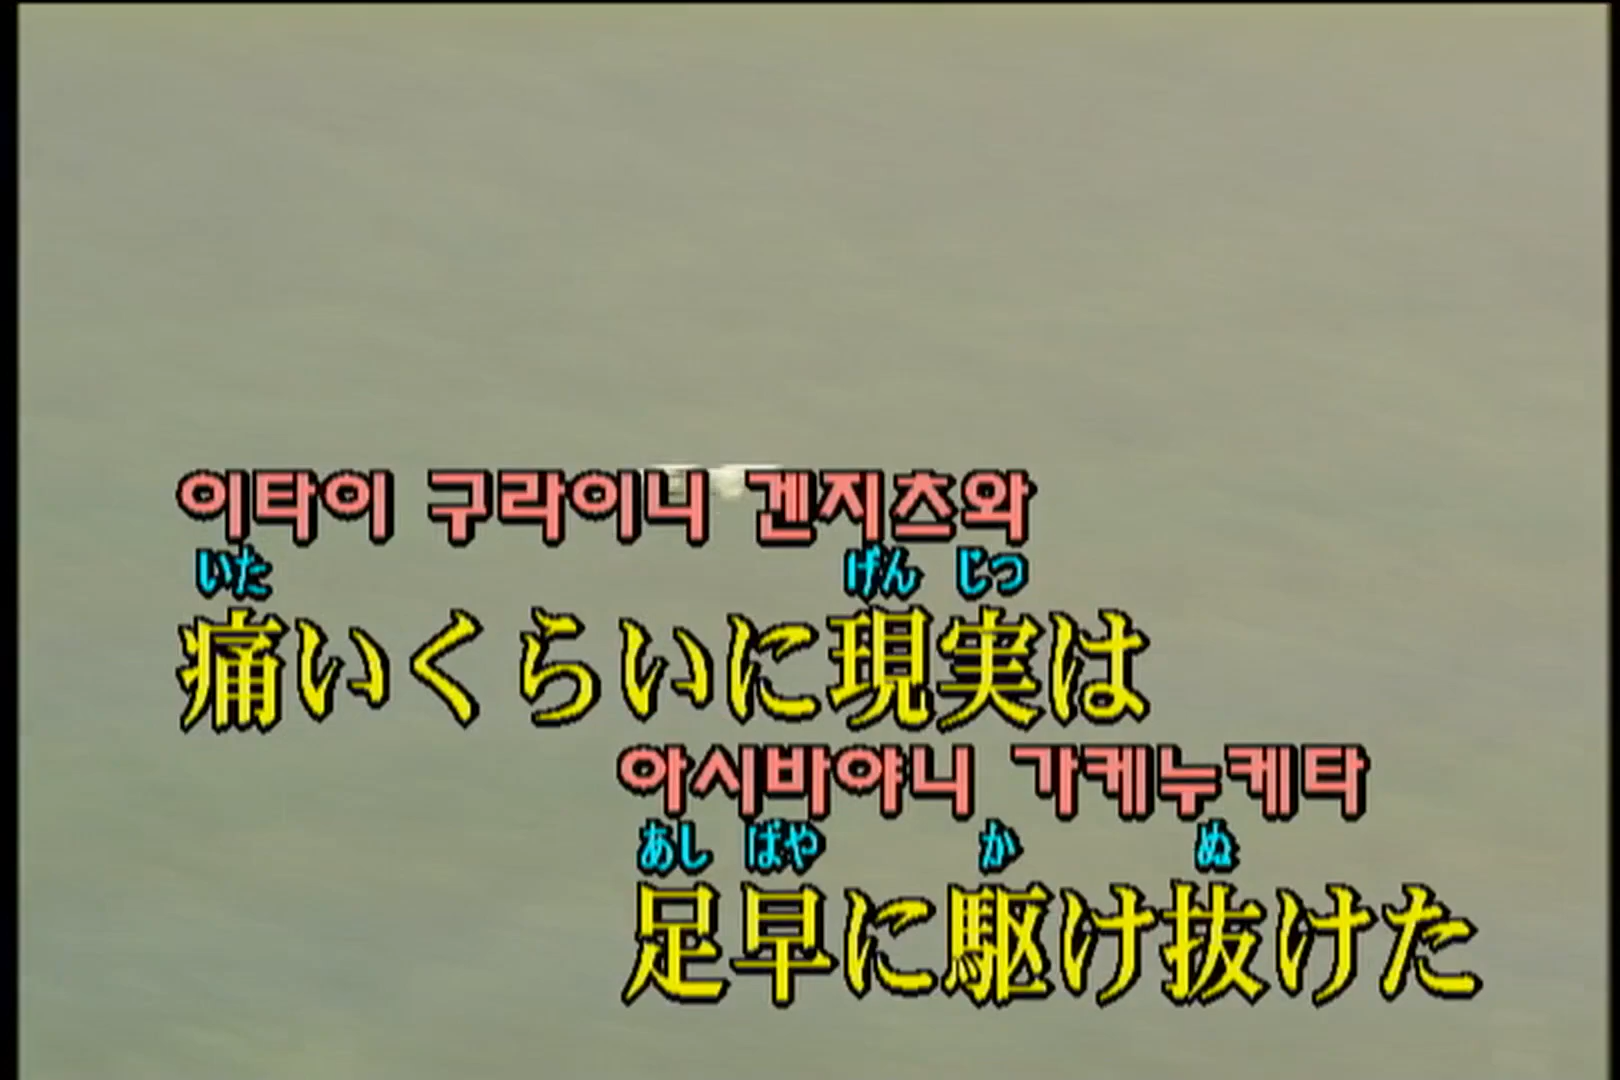 이타이 구라이니 겐지츠와
いた げん じつ
痛いくらいに現実は
아시바야니 가케누케타
あし ばや か ぬ
足早に駆け抜けた